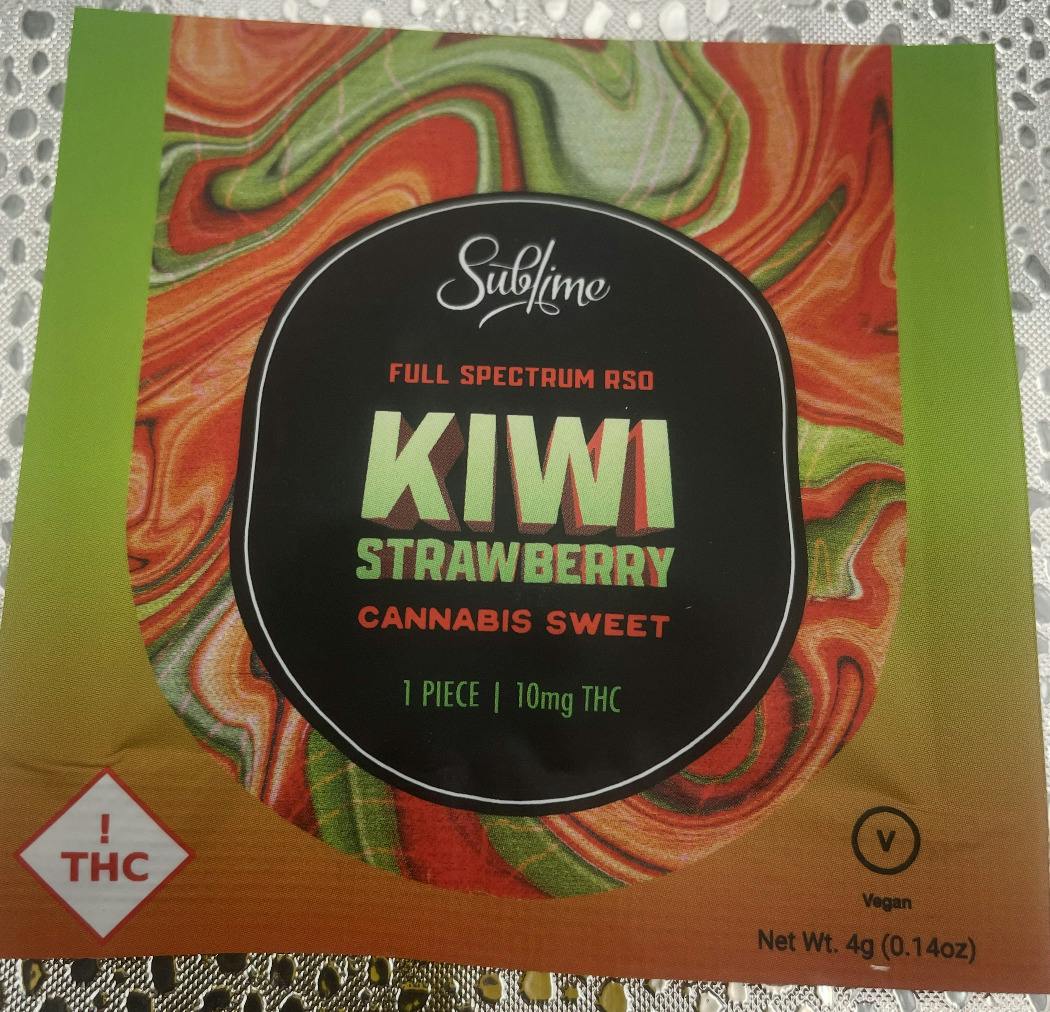 Sublime
FULL SPECTRUM RSO
KIWI
STRAWBERRY
CANNABIS SWEET
1 PIECE | 10mg THC
!
THC
V
Vegan
Net Wt. 4g (0.14oz)